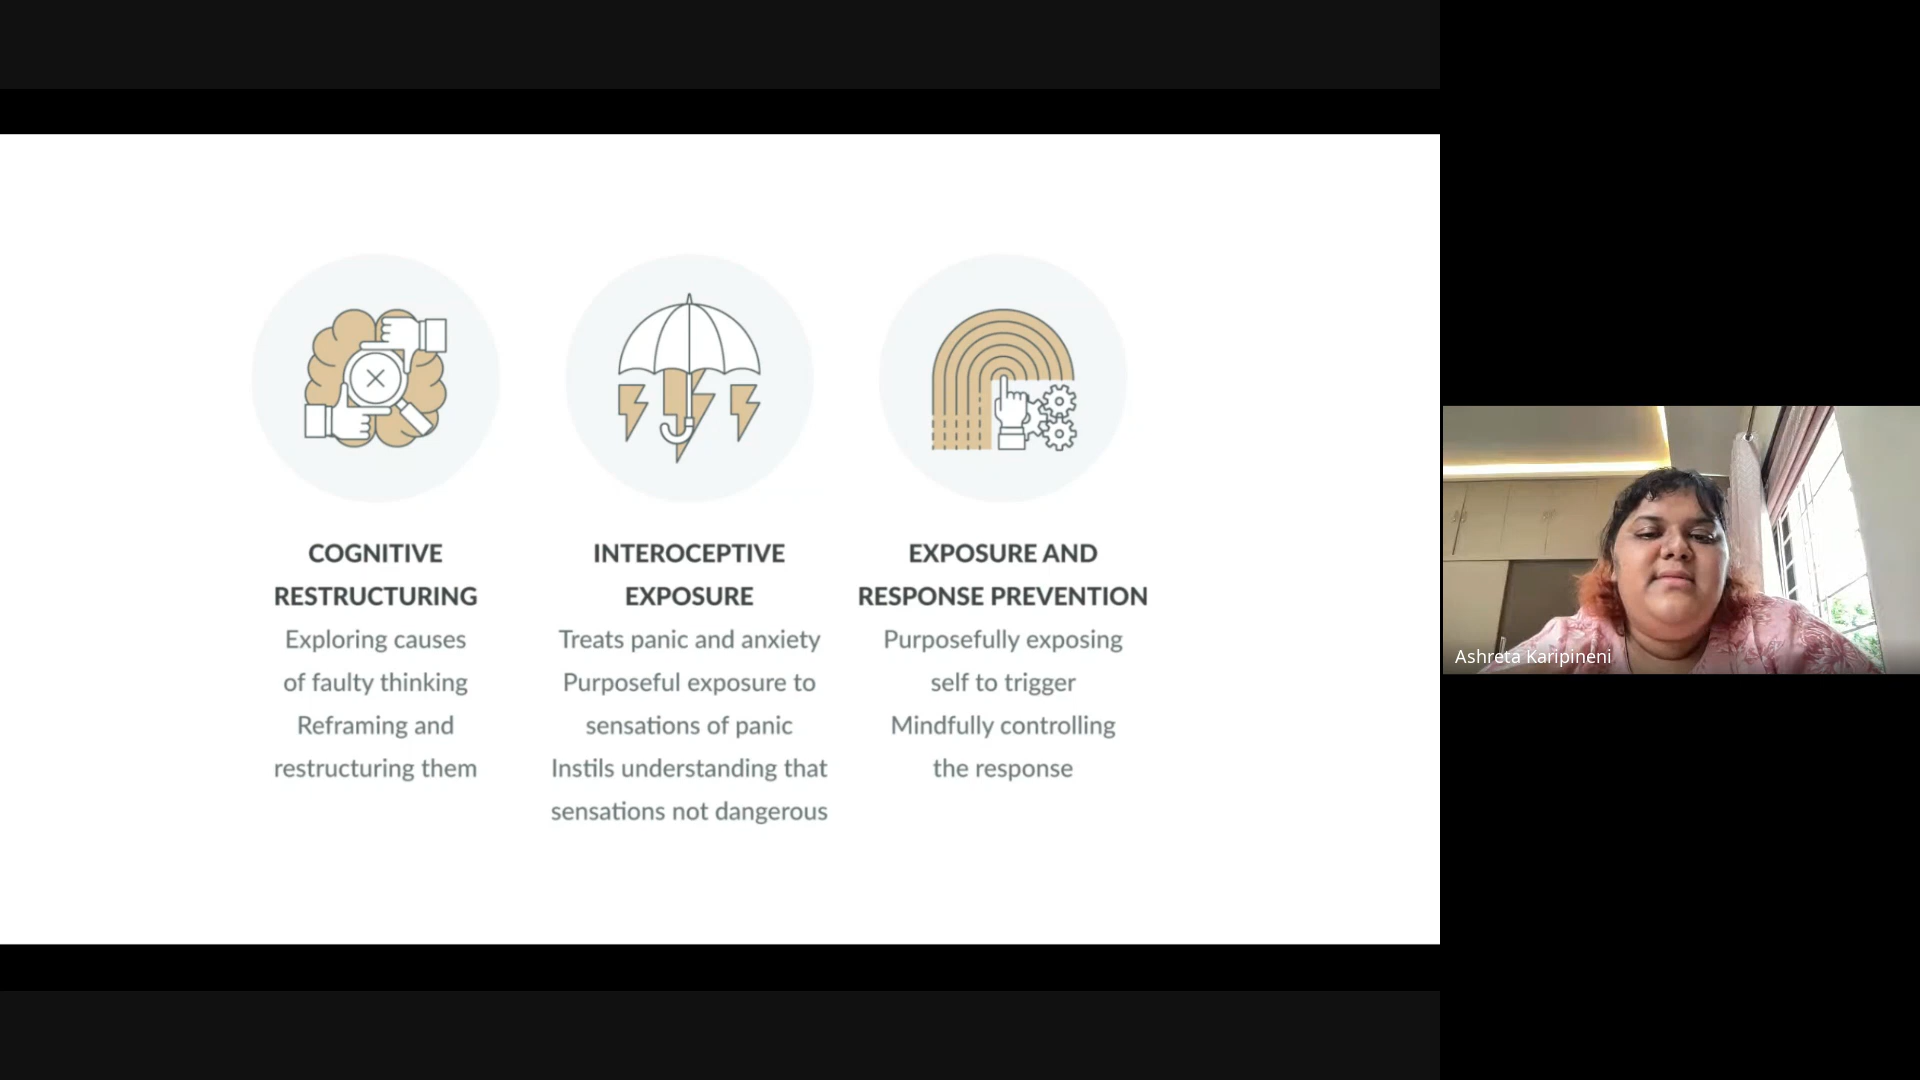 COGNITIVE
RESTRUCTURING
Exploring causes
of faulty thinking
Reframing and
restructuring them
INTEROCEPTIVE
EXPOSURE
Treats panic and anxiety
Purposeful exposure to
sensations of panic
Instils understanding that
sensations not dangerous
EXPOSURE AND
RESPONSE PREVENTION
Purposefully exposing
self to trigger
Mindfully controlling
the response
Ashreta Karipineni